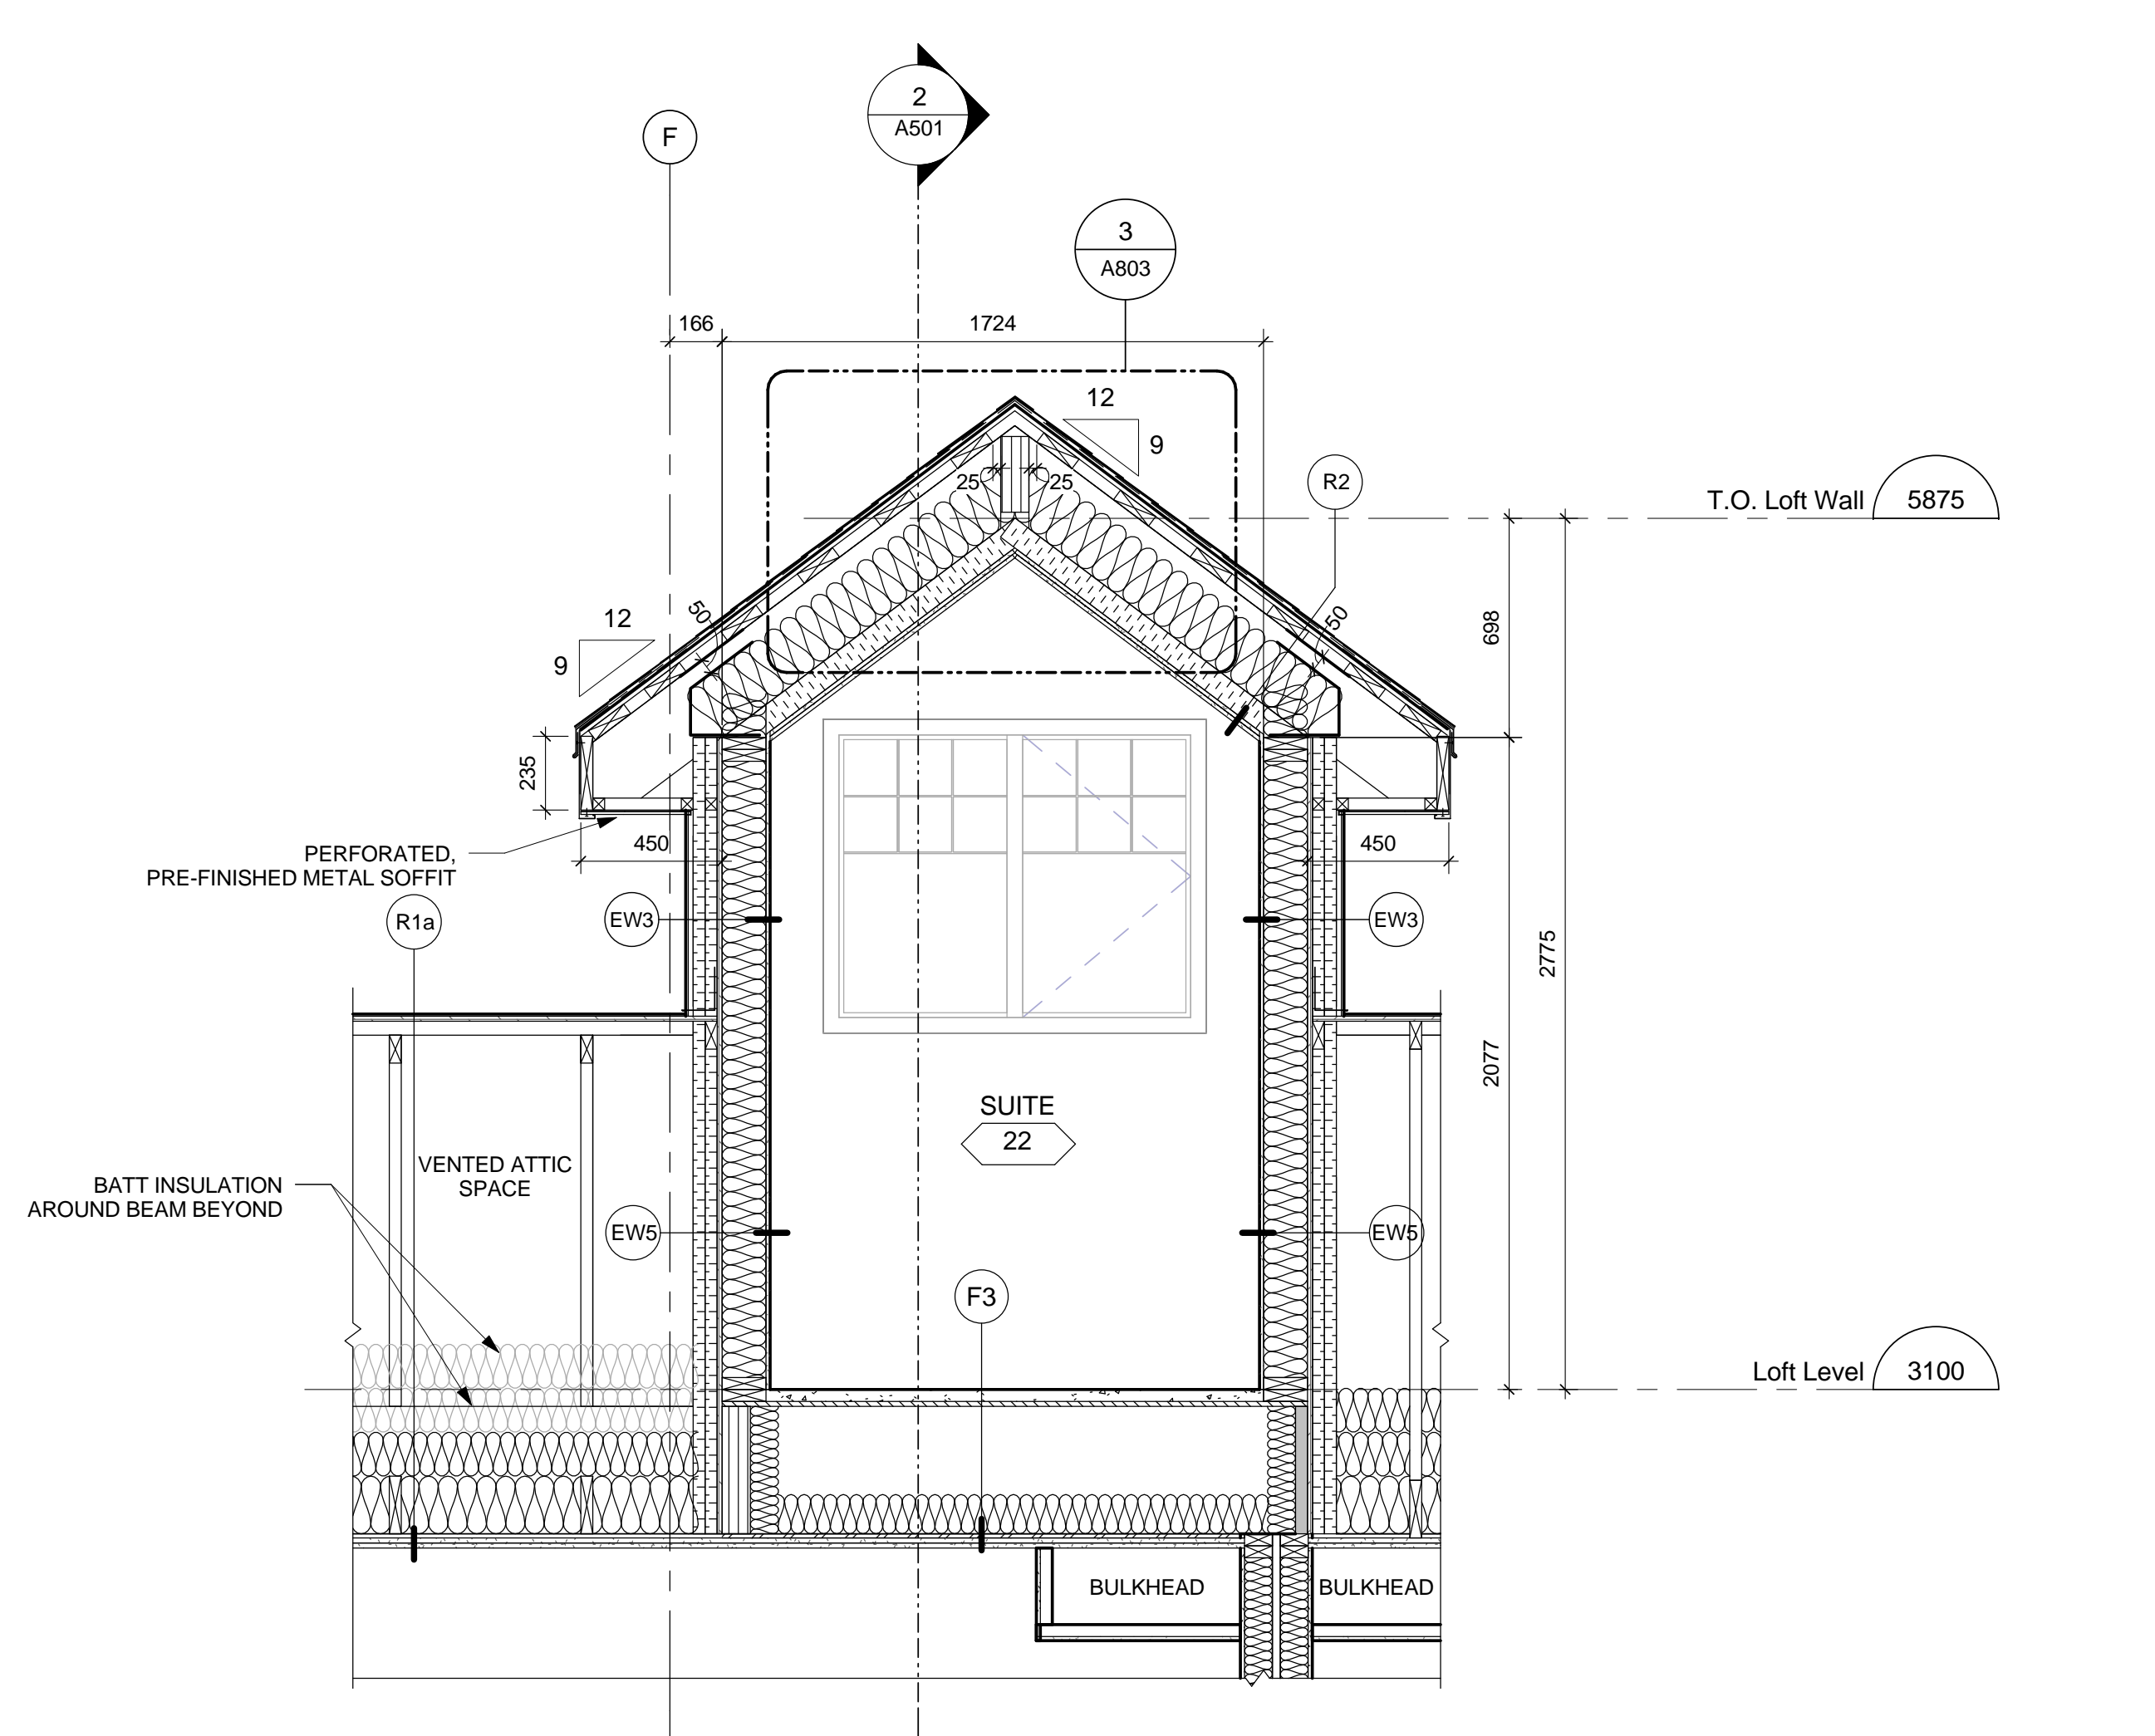 2
A501
F
3
A803
166
1724
12
9
25
25
R2
T.O. Loft Wall
5875
50
50
12
9
698
235
450
450
PERFORATED,
PRE-FINISHED METAL SOFFIT
R1a
EW3
EW3
2775
2077
SUITE
22
VENTED ATTIC
SPACE
BATT INSULATION
AROUND BEAM BEYOND
EW5
EW5
F3
Loft Level
3100
BULKHEAD
BULKHEAD